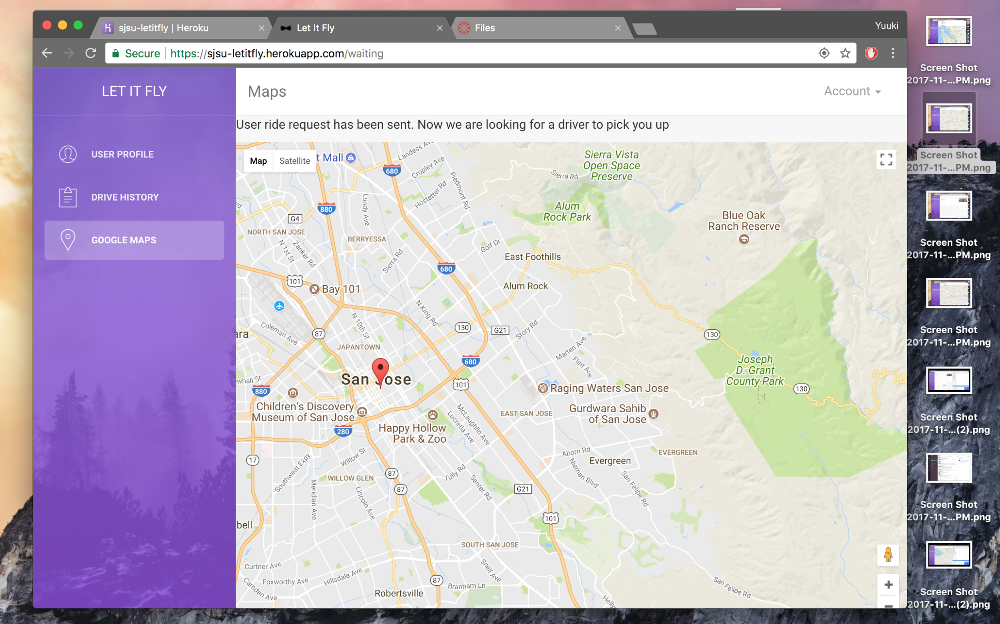 sjsu-letitfly | Heroku
Let It Fly
Files
Yuuki
Secure
https://sjsu-letitfly.herokuapp.com/waiting
LET IT FLY
Maps
Account
User ride request has been sent. Now we are looking for a driver to pick you up
USER PROFILE
DRIVE HISTORY
GOOGLE MAPS
Map
Satellite
t Mall
Landess Ave
Cropley Ave
Piedmont Rd
680
Hostetter Rd
Lundy Ave
880
G4
NORTH SAN JOSE
BERRYESSA
N 1st St
Zanker Rd
Sierra Rd
Golf Dr
Sierra Vista
Open Space
Preserve
Sierra Rd
Alum
Rock Park
Blue Oak
Ranch Reserve
East Foothills
680
101
Bay 101
Alum Rock
N King Rd
N 10th St
Coleman Ave
ara
87
130
G21
Story Rd
130
JAPANTOWN
Marten Ave
Flint Ave
680
San Jose
101
Joseph
D. Grant
County Park
130
ewhall St
880
Raging Waters San Jose
Children's Discovery
Museum of San Jose
EAST SAN JOSE
Gurdwara Sahib
of San Jose
McLaughlin Ave
Lucretia Ave
280
Happy Hollow
Park & Zoo
17
Southwest Expy
Willow St
Aborn Rd
EVERGREEN
Evergreen
Nieman Blvd
San Felipe Rd
87
WILLOW GLEN
Tully Rd
Senter Rd
Meridian Ave
Lincoln Ave
87
G21
101
bell
SOUTH SAN JOSE
Curtner Ave
Foxworthy Ave
Hillsdale Ave
Camden Ave
Snell Ave
87
Branham Ln
Robertsville
San Felipe Rd
Screen Shot
2017-11-...PM.png
Screen Shot
2017-11-...PM.png
Screen Shot
2017-11-...PM.png
Screen Shot
2017-11-...PM.png
Screen Shot
2017-11-...(2).png
Screen Shot
2017-11-...PM.png
Screen Shot
2017-11-...(2).png